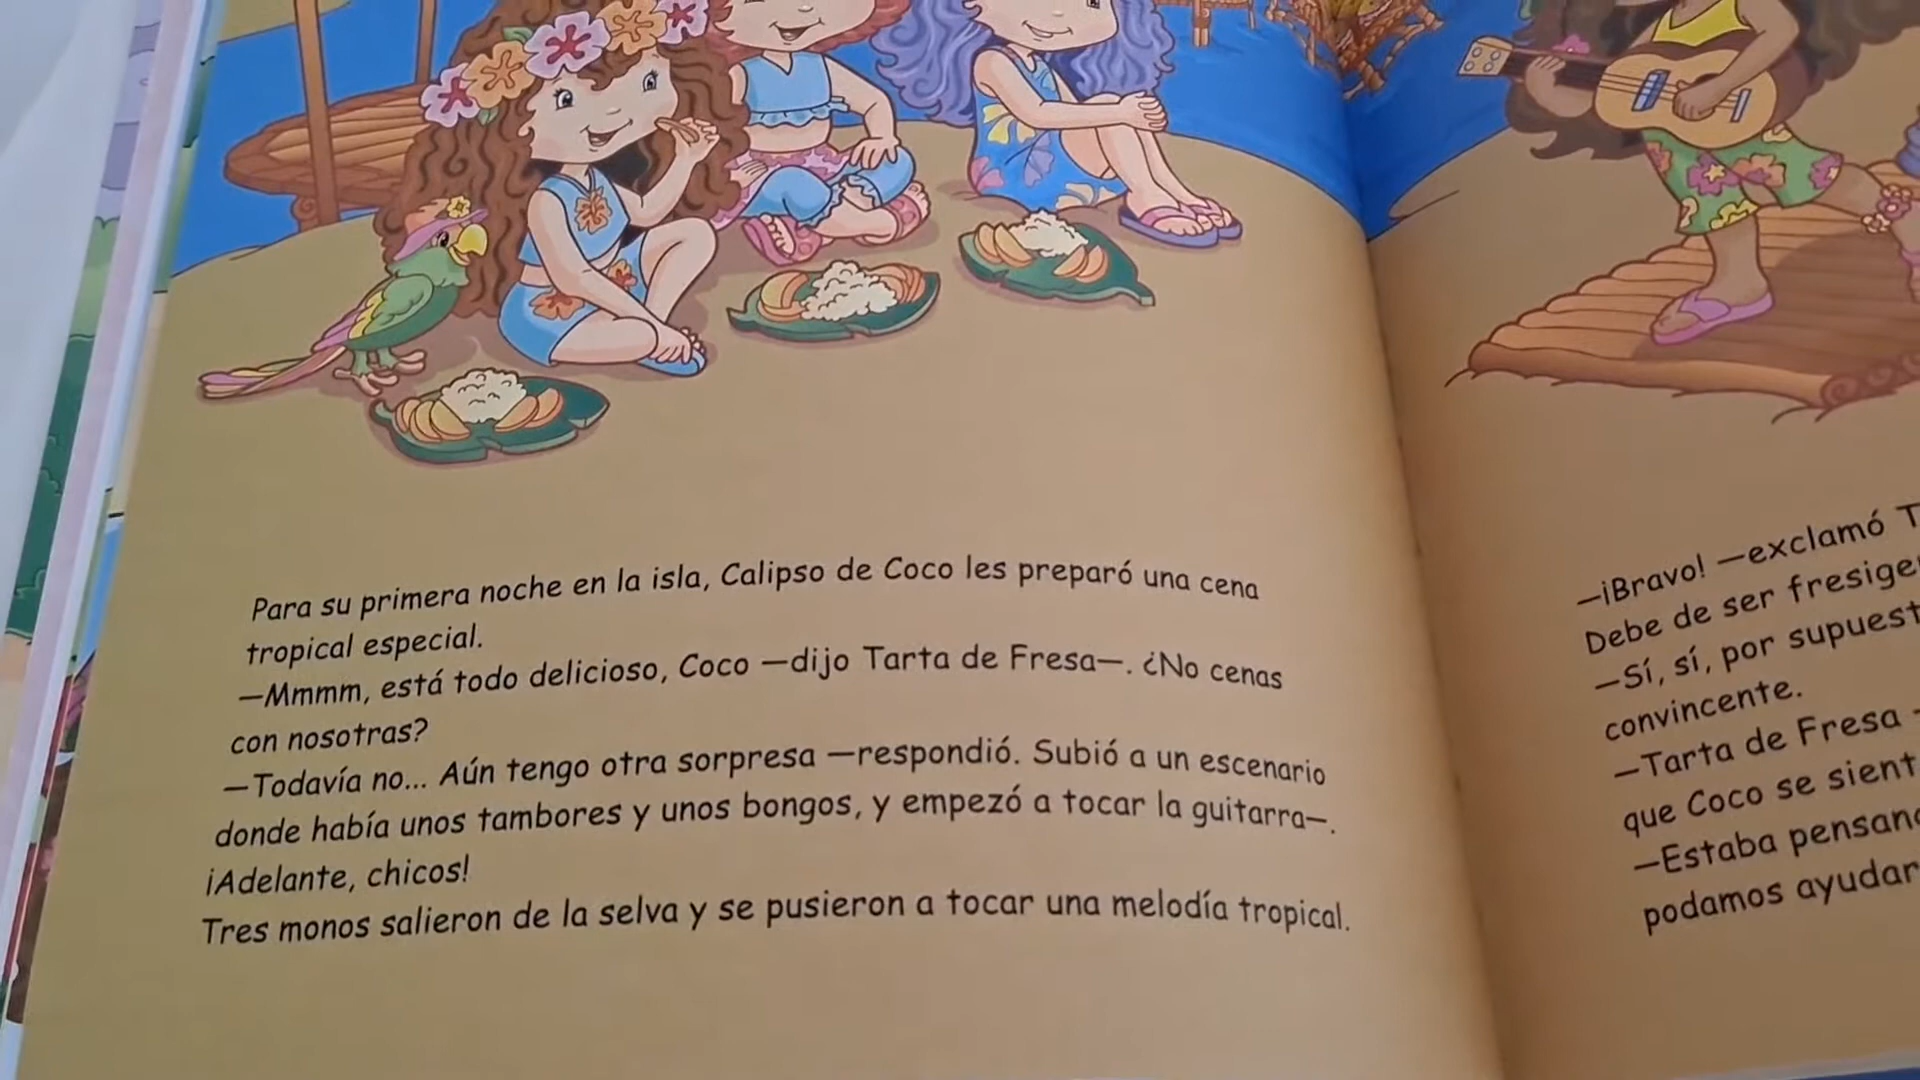 Para su primera noche en la isla, Calipso de Coco les preparó una cena
tropical especial.
—Mmmm, está todo delicioso, Coco —dijo Tarta de Fresa—. ¿No cenas
con nosotras?
—Todavía no... Aún tengo otra sorpresa —respondió. Subió a un escenario
donde había unos tambores y unos bongos, y empezó a tocar la guitarra—.
¡Adelante, chicos!
Tres monos salieron de la selva y se pusieron a tocar una melodía tropical.
—¡Bravo! —exclamó
Debe de ser
—Sí, sí, por
convincente.
—Tarta de Fresa
que Coco se
—Estaba
podamos